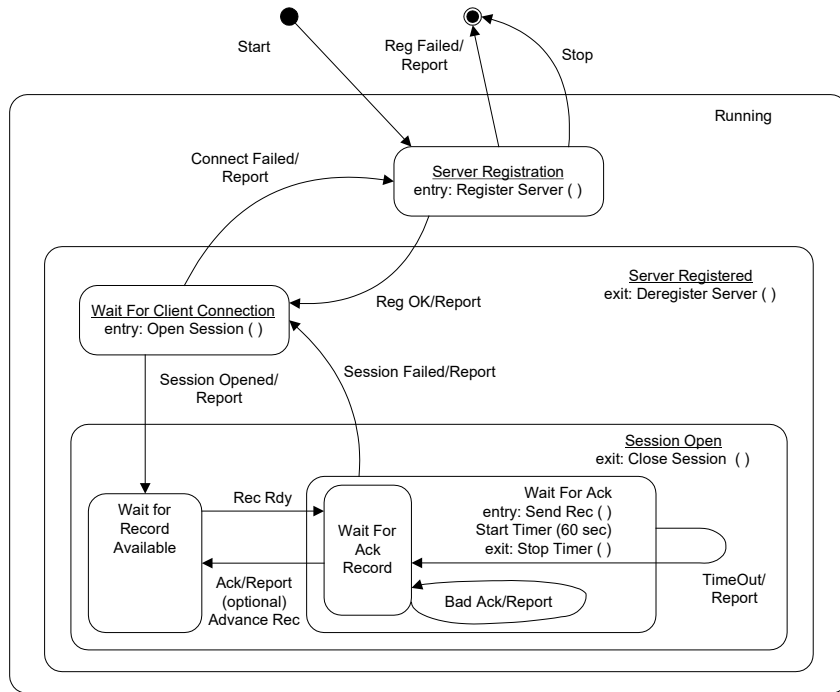 Start
Reg Failed/
Report
Stop
Running
Connect Failed/
Report
Server Registration
entry: Register Server ( )
Server Registered
exit: Deregister Server ( )
Wait For Client Connection
entry: Open Session ( )
Reg OK/Report
Session Opened/
Report
Session Failed/Report
Session Open
exit: Close Session  ( )
Wait for
Record
Available
Rec Rdy
Wait For
Ack
Record
Wait For Ack
entry: Send Rec ( )
Start Timer (60 sec)
exit: Stop Timer ( )
Ack/Report
(optional)
Advance Rec
Bad Ack/Report
TimeOut/
Report